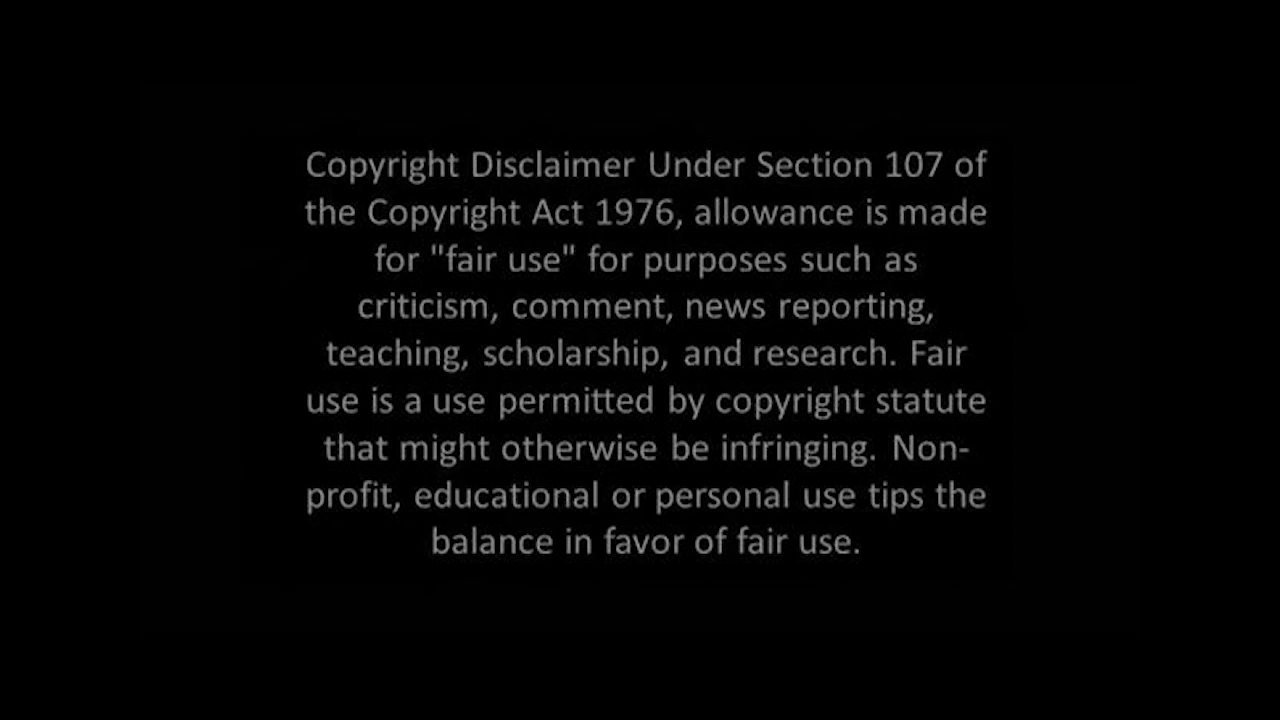 Copyright Disclaimer Under Section 107 of
the Copyright Act 1976, allowance is made
for "fair use" for purposes such as
criticism, comment, news reporting,
teaching, scholarship, and research. Fair
use is a use permitted by copyright statute
that might otherwise be infringing. Non-
profit, educational or personal use tips the
balance in favor of fair use.